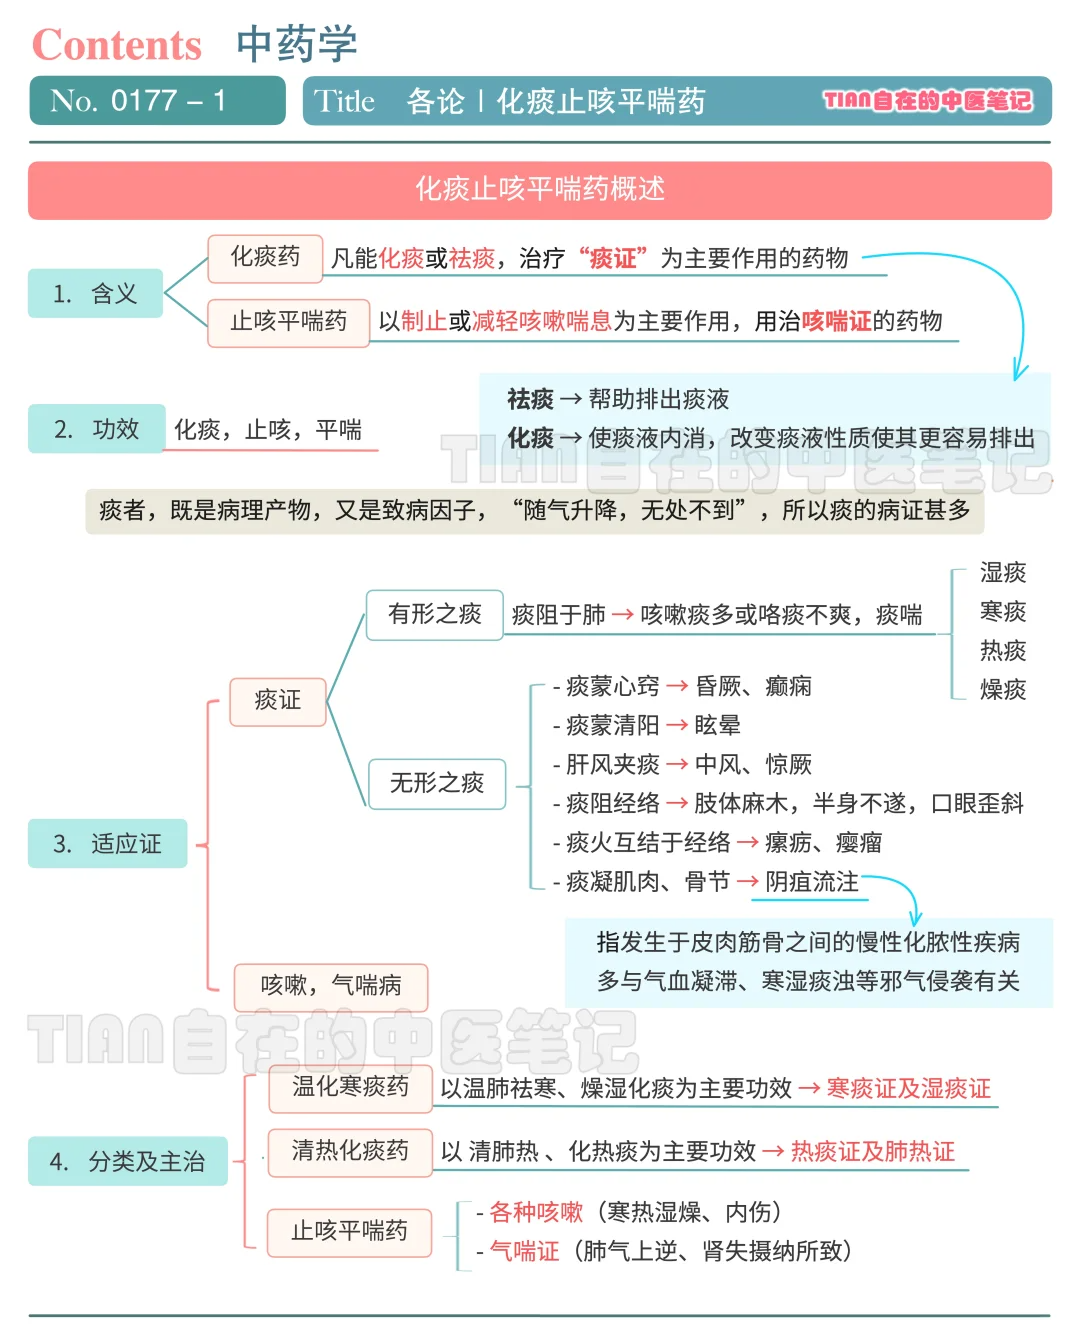 Contents 中药学
No. 0177 – 1
Title 各论｜化痰止咳平喘药
TIAN自在的中医笔记
化痰止咳平喘药概述
1. 含义
化痰药 凡能化痰或祛痰，治疗“痰证”为主要作用的药物
止咳平喘药 以制止或减轻咳嗽喘息为主要作用，用治咳喘证的药物
祛痰 → 帮助排出痰液
化痰 → 使痰液内消，改变痰液性质使其更容易排出
2. 功效 化痰，止咳，平喘
TIAN自在的中医笔记
痰者，既是病理产物，又是致病因子，“随气升降，无处不到”，所以痰的病证甚多
3. 适应证
痰证
有形之痰 痰阻于肺 → 咳嗽痰多或咯痰不爽，痰喘
湿痰
寒痰
热痰
燥痰
无形之痰
- 痰蒙心窍 → 昏厥、癫痫
- 痰蒙清阳 → 眩晕
- 肝风夹痰 → 中风、惊厥
- 痰阻经络 → 肢体麻木，半身不遂，口眼歪斜
- 痰火互结于经络 → 瘰疬、瘿瘤
- 痰凝肌肉、骨节 → 阴疽流注
指发生于皮肉筋骨之间的慢性化脓性疾病
多与气血凝滞、寒湿痰浊等邪气侵袭有关
咳嗽，气喘病
TIAN自在的中医笔记
4. 分类及主治
温化寒痰药 以温肺祛寒、燥湿化痰为主要功效 → 寒痰证及湿痰证
清热化痰药 以 清肺热 、化热痰为主要功效 → 热痰证及肺热证
止咳平喘药
- 各种咳嗽（寒热湿燥、内伤）
- 气喘证（肺气上逆、肾失摄纳所致）